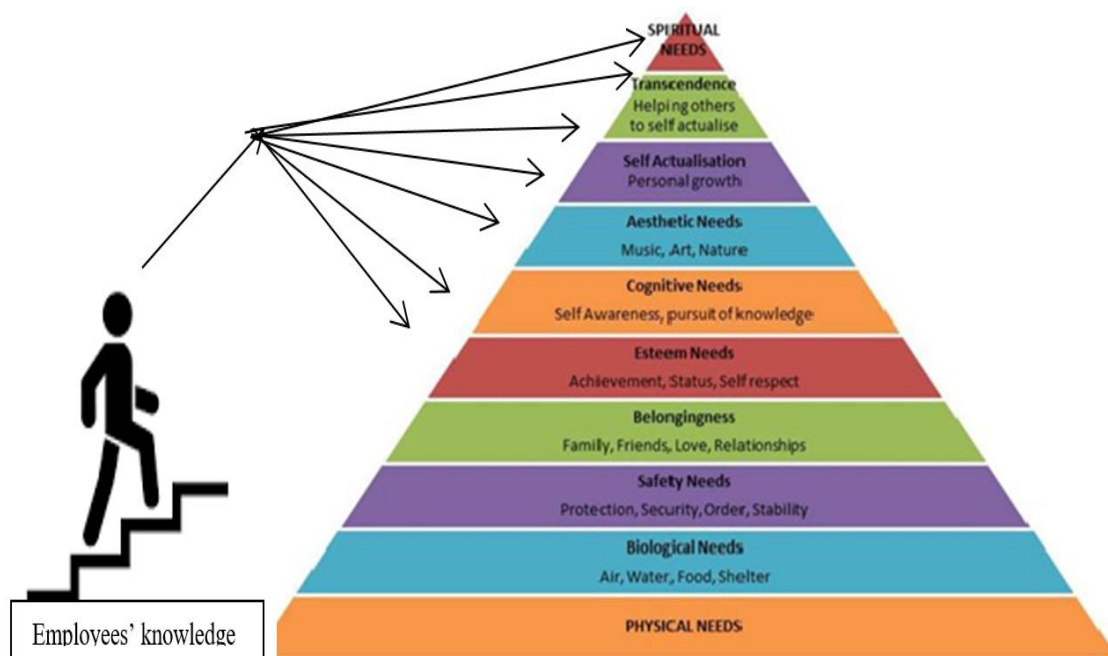 SPIRITUAL
NEEDS
Transcendence
Helping others
to self actualise
Self Actualisation
Personal growth
Aesthetic Needs
Music, Art, Nature
Cognitive Needs
Self Awareness, pursuit of knowledge
Esteem Needs
Achievement, Status, Self respect
Belongingness
Family, Friends, Love, Relationships
Safety Needs
Protection, Security, Order, Stability
Biological Needs
Air, Water, Food, Shelter
PHYSICAL NEEDS
Employees’ knowledge